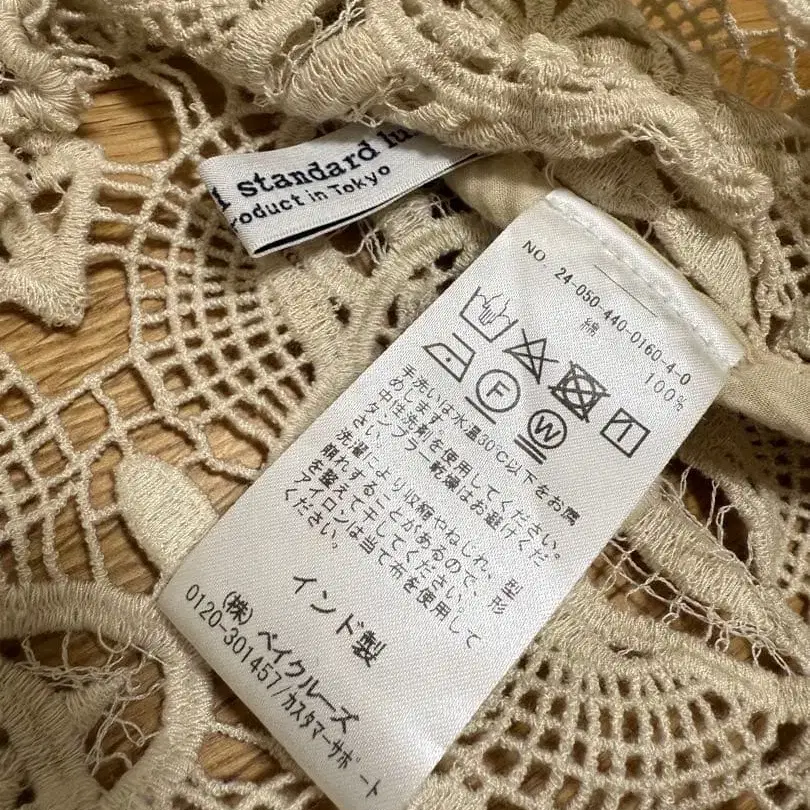 standard lu
roduct in Tokyo
NO. 24-050-440-0160-4-0
綿 100%
F
W
手洗いは水温30℃以下をお薦
めします。
中性洗剤を使用してください。
タンブラー乾燥はお避けくだ
さい。
洗濯により収縮やねじれ、型
崩れすることがあるので、形
を整えて干してください。
アイロンは当て布を使用して
ください。
インド製
(株) ベイクルーズ
0120-301457/カスタマーサポート